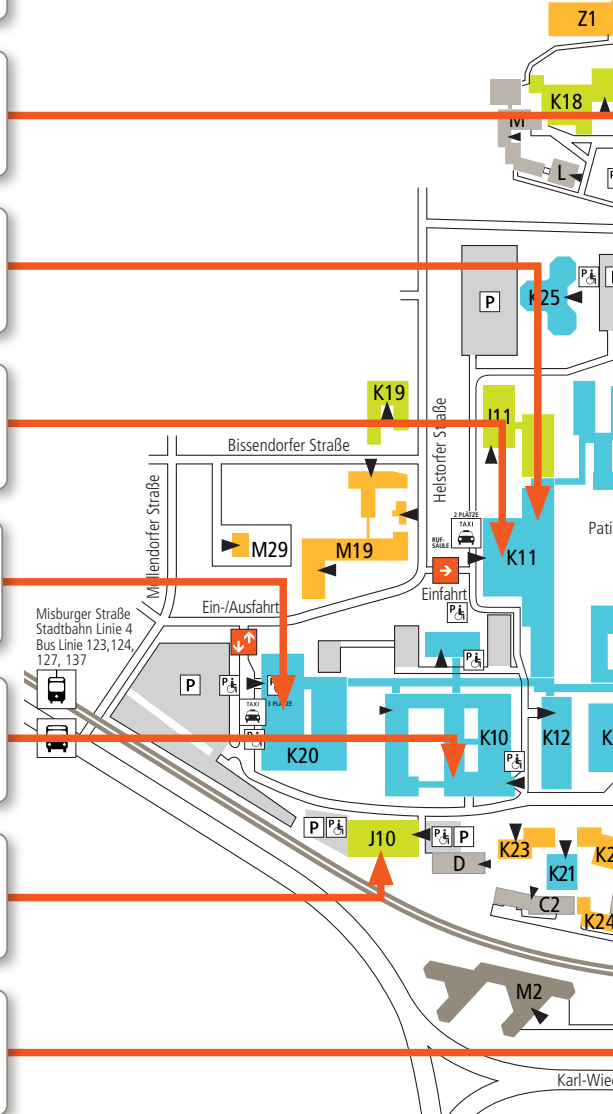 Z1
K18
M
L
P
K25
P
K19
J11
Helstorfer Straße
Bissendorfer Straße
Mellendorfer Straße
2 PLÄTZE
TAXI
RUF-
SÄULE
Pati
M29
M19
K11
Einfahrt
Ein-/Ausfahrt
P
Misburger Straße
Stadtbahn Linie 4
Bus Linie 123,124,
127, 137
P
P
P
P
TAXI
3 PLÄTZE
P
K20
K10
K12
K
P
P
P
J10
P
P
D
K23
K21
K2
C2
K24
M2
Karl-Wie